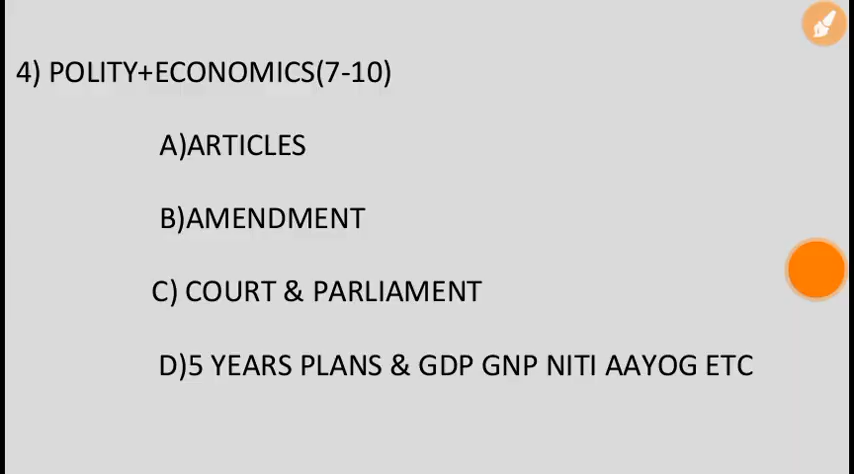 4) POLITY+ECONOMICS(7-10)
A)ARTICLES
B)AMENDMENT
C) COURT & PARLIAMENT
D)5 YEARS PLANS & GDP GNP NITI AAYOG ETC